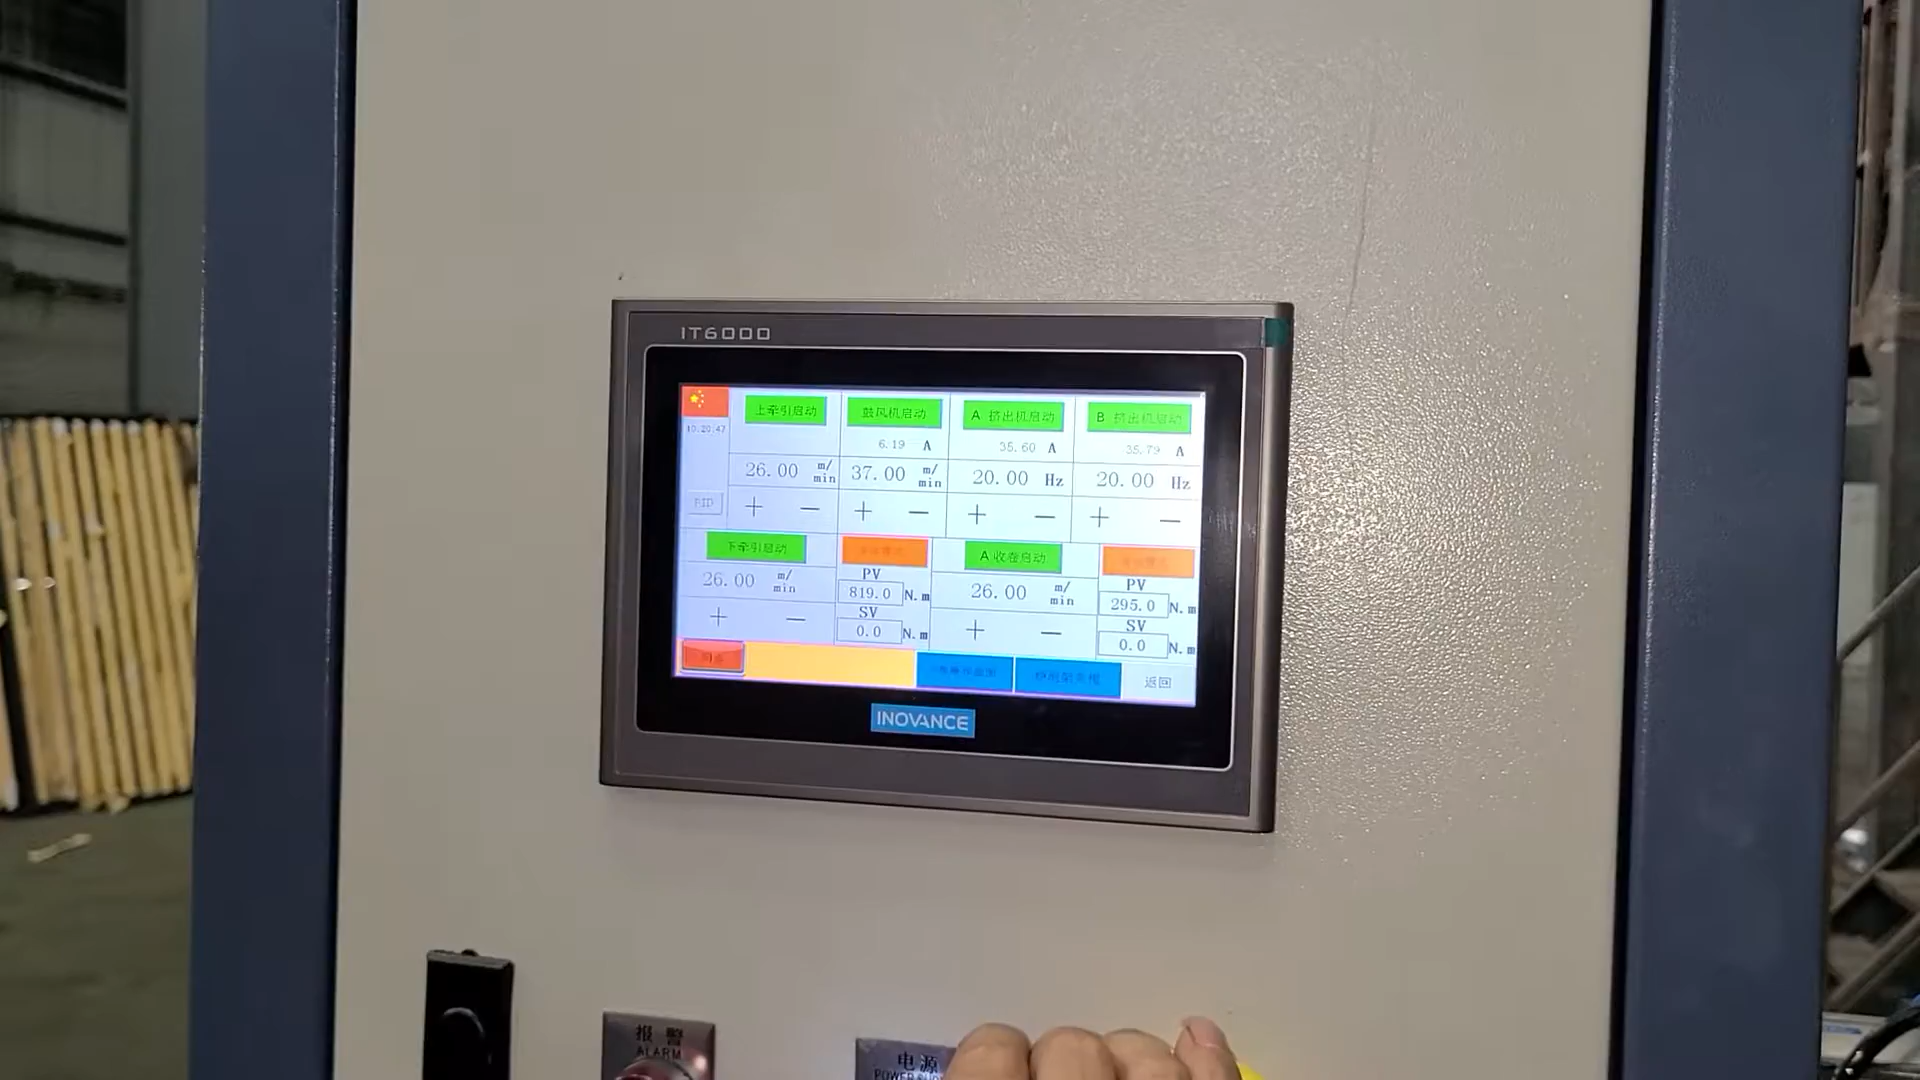 IT6000
上牵引启动 鼓风机启动 A 挤出机启动 B 挤出机启动
10:20:47
6.19 A 35.60 A 35.79 A
26.00 m/min 37.00 m/min 20.00 Hz 20.00 Hz
PID
+ - + - + - + -
下牵引启动 A 收卷启动
26.00 m/min PV 819.0 N.m 26.00 m/min PV 295.0 N.m
+ - SV 0.0 N.m + - SV 0.0 N.m
返回
INOVANCE
报警
ALARM
电源